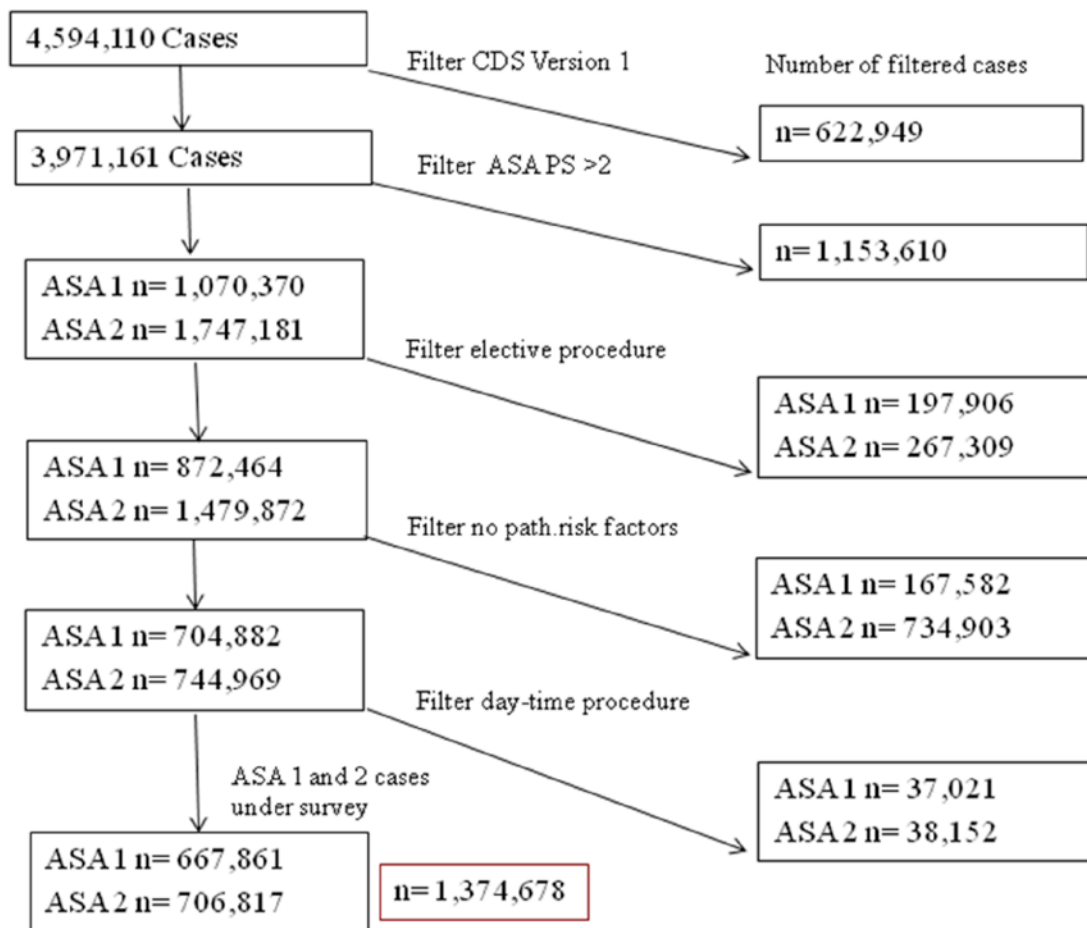 4,594,110 Cases
Filter CDS Version 1
Number of filtered cases
n= 622,949
3,971,161 Cases
Filter ASA PS >2
n= 1,153,610
ASA 1 n= 1,070,370
ASA 2 n= 1,747,181
Filter elective procedure
ASA 1 n= 197,906
ASA 2 n= 267,309
ASA 1 n= 872,464
ASA 2 n= 1,479,872
Filter no path.risk factors
ASA 1 n= 167,582
ASA 2 n= 734,903
ASA 1 n= 704,882
ASA 2 n= 744,969
Filter day-time procedure
ASA 1 n= 37,021
ASA 2 n= 38,152
ASA 1 and 2 cases
under survey
ASA 1 n= 667,861
ASA 2 n= 706,817
n= 1,374,678